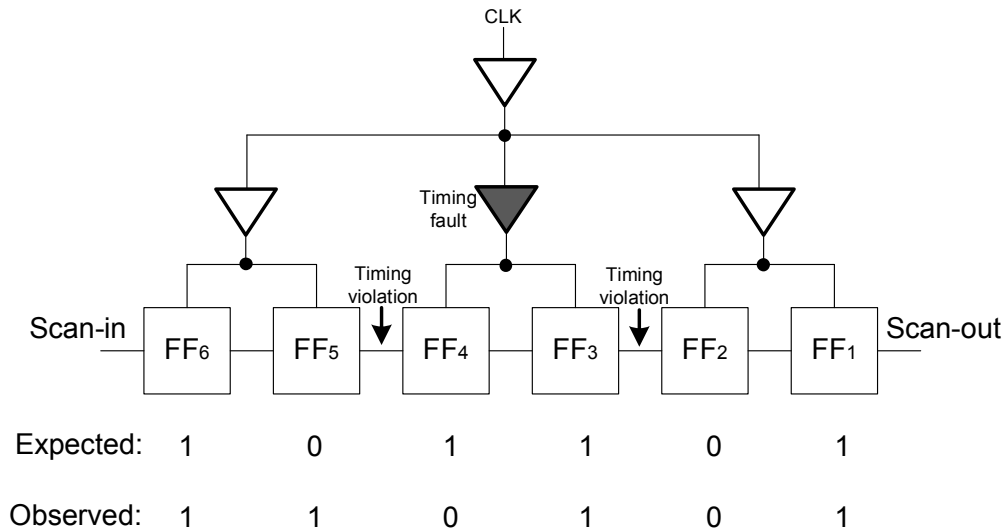 CLK
Timing
fault
Timing
violation
Timing
violation
Scan-in
FF6
FF5
FF4
FF3
FF2
FF1
Scan-out
Expected: 1 0 1 1 0 1
Observed: 1 1 0 1 0 1